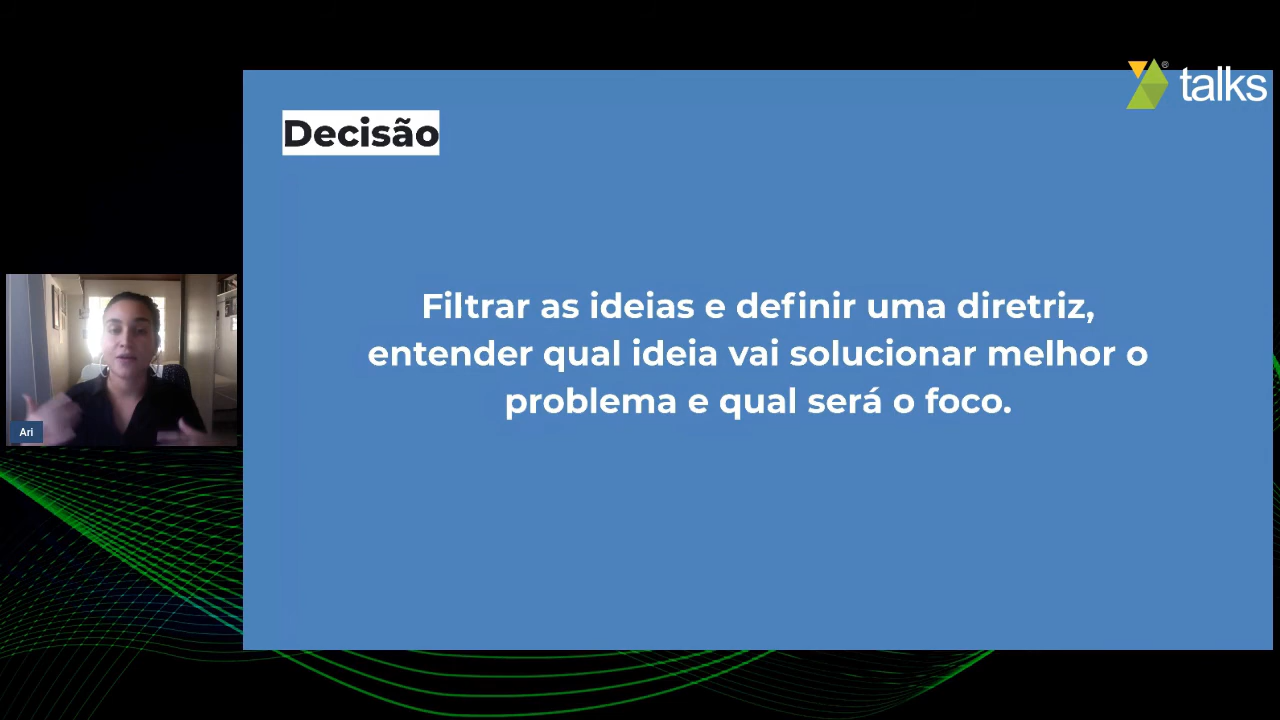 talks
Decisão
Filtrar as ideias e definir uma diretriz,
entender qual ideia vai solucionar melhor o
problema e qual será o foco.
Ari